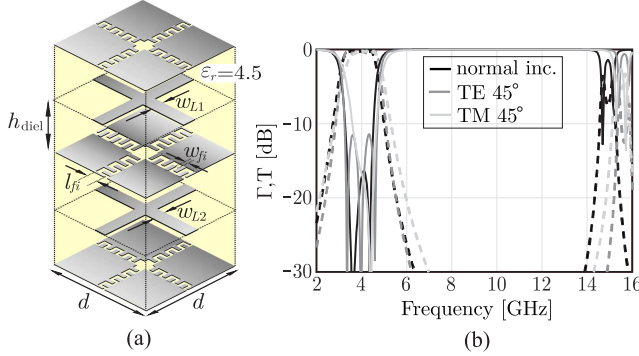 εr=4.5
wL1
hdiel
wfi
lfi
wL2
d
d
(a)
0
-10
-20
-30
Γ,T [dB]
normal inc.
TE 45°
TM 45°
2 4 6 8 10 12 14 16
Frequency [GHz]
(b)